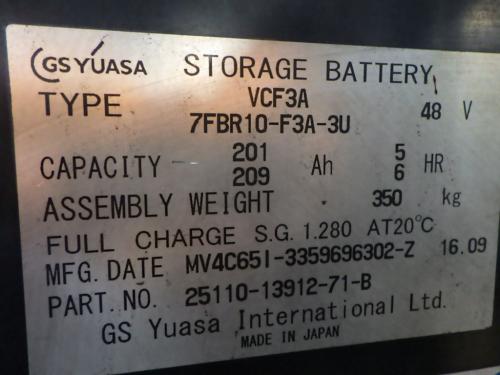 GS YUASA STORAGE BATTERY
TYPE VCF3A 48 V
7FBR10-F3A-3U
CAPACITY 201 Ah 5 HR
209 6
ASSEMBLY WEIGHT 350 kg
FULL CHARGE S.G. 1.280 AT20°C
MFG. DATE MV4C65I-3359696302-Z 16.09
PART. NO. 25110-13912-71-B
GS Yuasa International Ltd.
MADE IN JAPAN